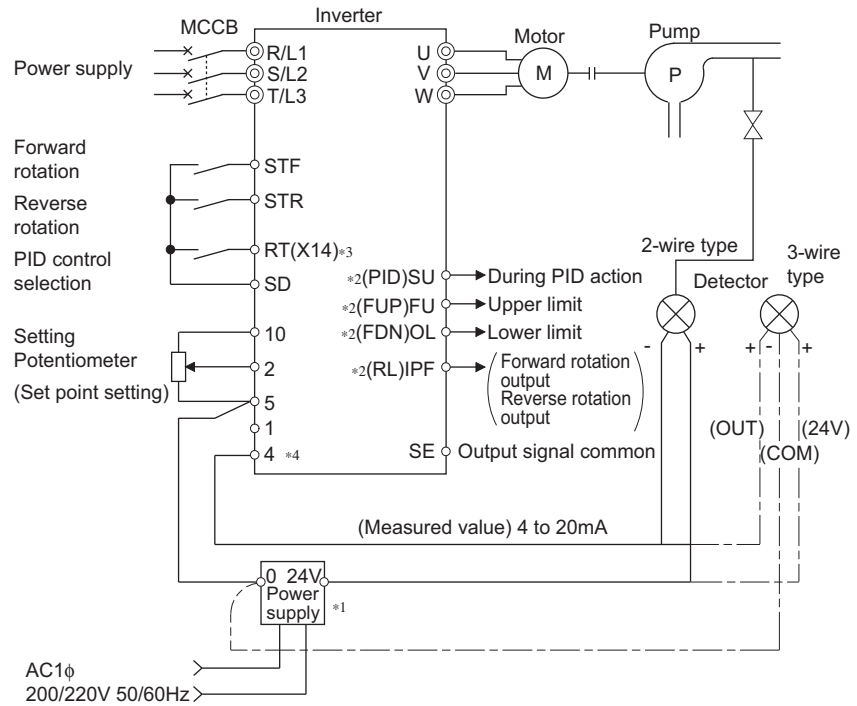 Inverter
MCCB
Power supply
R/L1
S/L2
T/L3
U
V
W
Motor
M
Pump
P
Forward
rotation
Reverse
rotation
PID control
selection
STF
STR
RT(X14)*3
SD
Setting
Potentiometer
(Set point setting)
10
2
5
1
4 *4
*2(PID)SU
During PID action
*2(FUP)FU
Upper limit
*2(FDN)OL
Lower limit
*2(RL)IPF
(Forward rotation
output
Reverse rotation
output)
SE
Output signal common
2-wire type
Detector
3-wire
type
- +
+ - +
(OUT)
(COM)
(24V)
(Measured value) 4 to 20mA
0 24V
Power
supply
*1
AC1ϕ
200/220V 50/60Hz